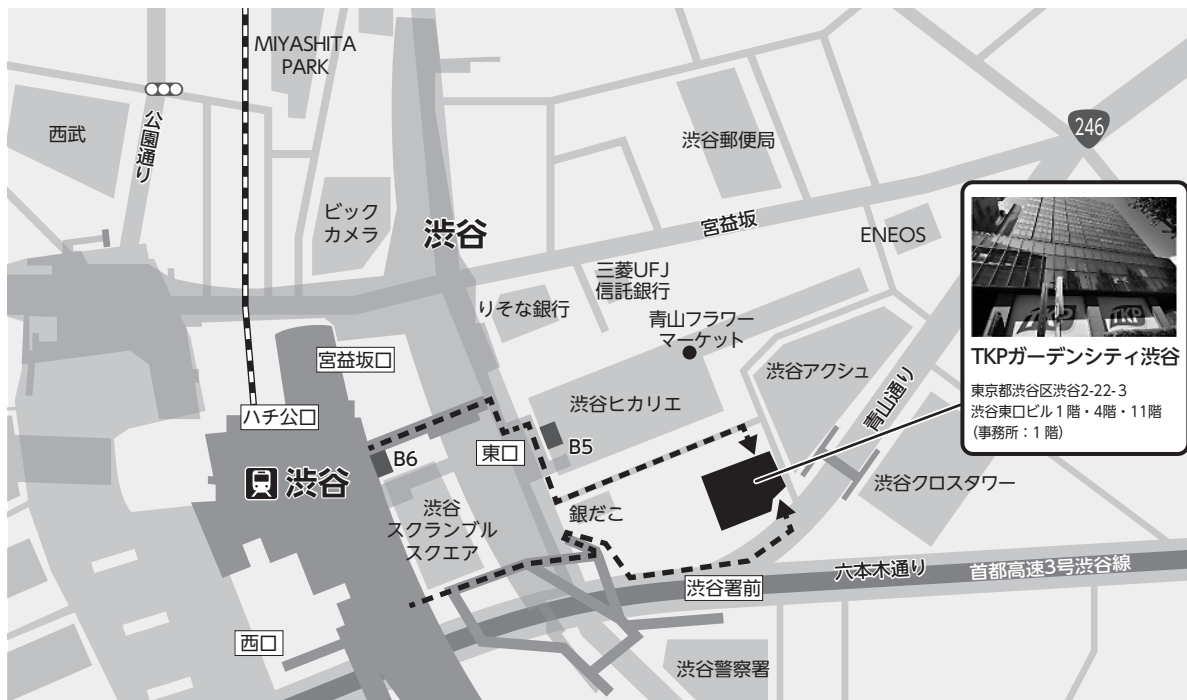 MIYASHITA
PARK
西武
公園通り
ビック
カメラ
渋谷
渋谷郵便局
246
宮益坂
ENEOS
三菱UFJ
信託銀行
りそな銀行
青山フラワー
マーケット
宮益坂口
渋谷アクシュ
渋谷ヒカリエ
青山通り
ハチ公口
東口
B5
B6
渋谷
渋谷
スクランブル
スクエア
銀だこ
渋谷クロスタワー
六本木通り
首都高速3号渋谷線
渋谷署前
西口
渋谷警察署
TKP
TKP
TKPガーデンシティ渋谷
東京都渋谷区渋谷2-22-3
渋谷東口ビル1階・4階・11階
(事務所:1階)